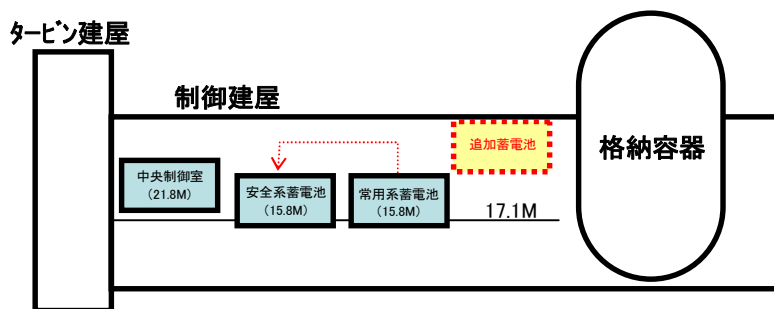 タービン建屋
制御建屋
追加蓄電池
格納容器
中央制御室
(21.8M)
安全系蓄電池
(15.8M)
常用系蓄電池
(15.8M)
17.1M